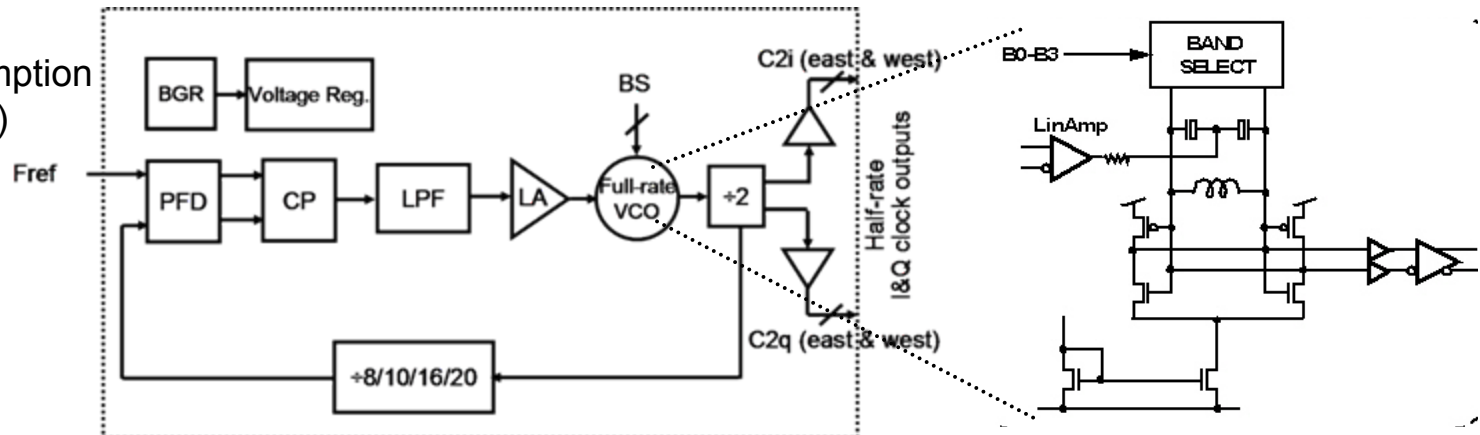 mption
)
BGR
Voltage Reg.
BS
C2i (east & west)
Fref
PFD
CP
LPF
LA
Full-rate
VCO
÷2
Half-rate
I&Q clock outputs
C2q (east & west)
÷8/10/16/20
B0-B3
BAND
SELECT
LinAmp